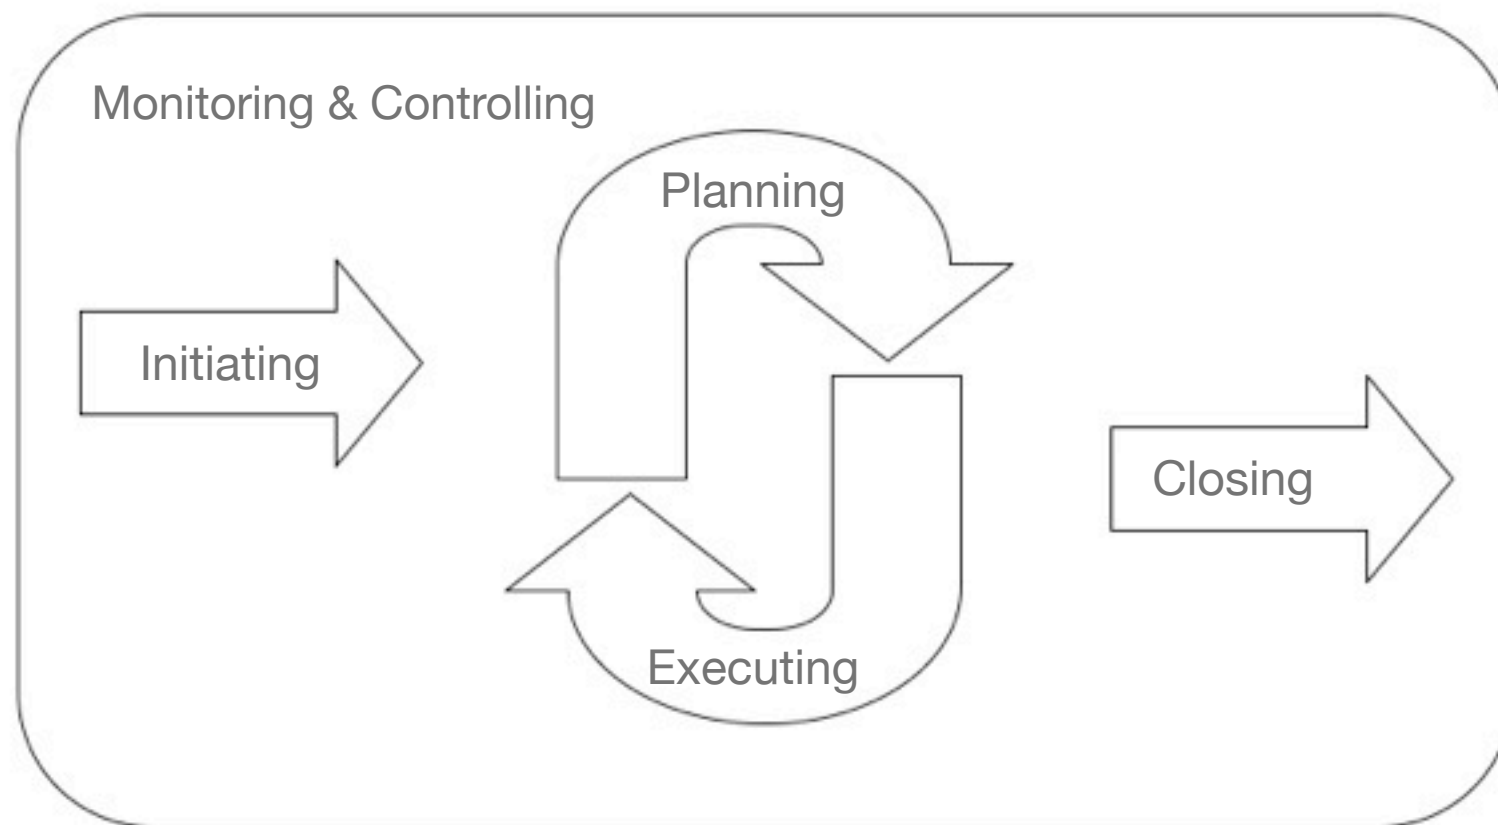 Monitoring & Controlling
Planning
Initiating
Closing
Executing